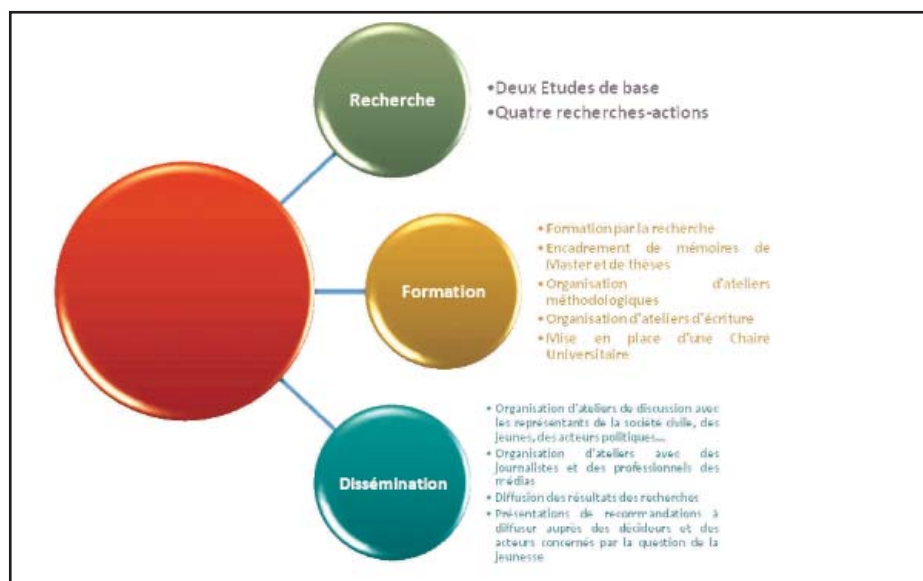 Recherche
•Deux Etudes de base
•Quatre recherches-actions
Formation
•Formation par la recherche
•Encadrement de mémoires de
Master et de thèses
•Organisation d'ateliers
méthodologiques
•Organisation d'ateliers d'écriture
•Mise en place d'une Chaire
Universitaire
Dissémination
•Organisation d'ateliers de discussion avec
les représentants de la société civile, des
jeunes, des acteurs politiques...
•Organisation d'ateliers avec des
journalistes et des professionnels des
médias
•Diffusion des résultats des recherches
•Présentations de recommandations à
diffuser auprès des décideurs et des
acteurs concernés par la question de la
jeunesse